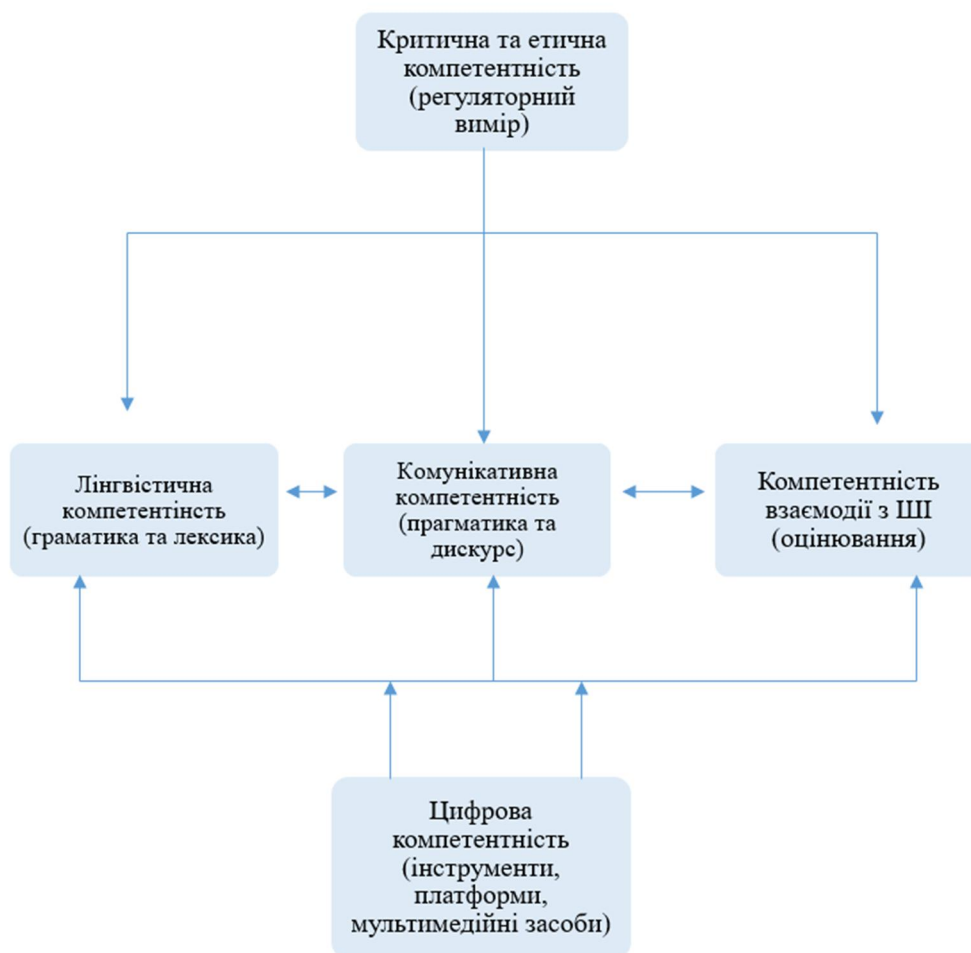 Критична та етична
компетентність
(регуляторний
вимір)
Лінгвістична
компетентінсть
(граматика та лексика)
Комунікативна
компетентність
(прагматика та
дискурс)
Компетентність
взаємодії з ШІ
(оцінювання)
Цифрова
компетентність
(інструменти,
платформи,
мультимедійні засоби)